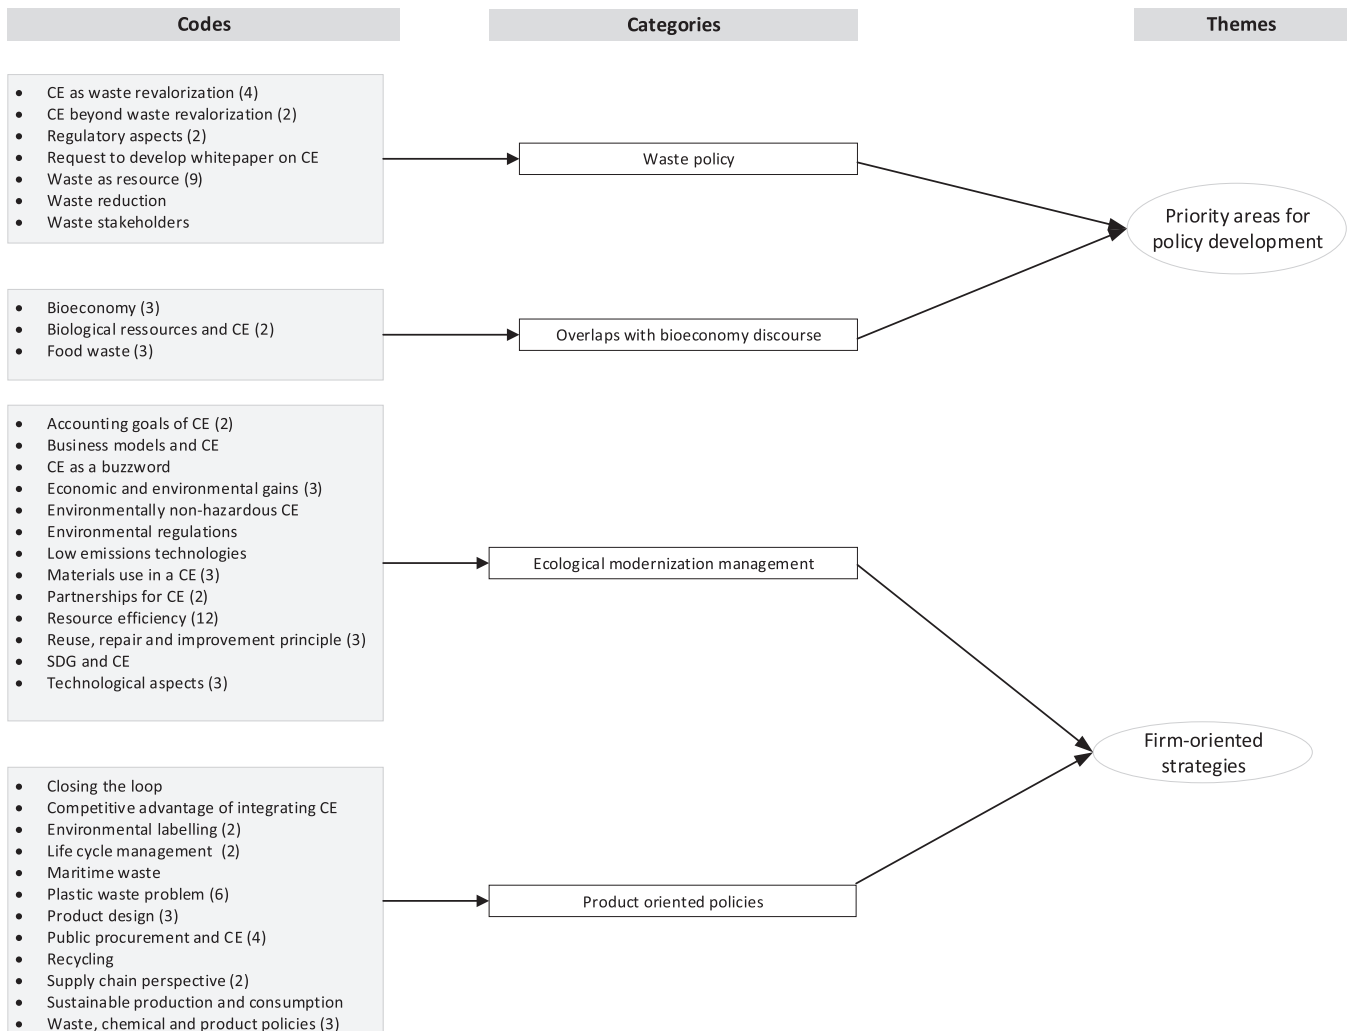 Codes
Categories
Themes
CE as waste revalorization (4)
CE beyond waste revalorization (2)
Regulatory aspects (2)
Request to develop whitepaper on CE
Waste as resource (9)
Waste reduction
Waste stakeholders
Waste policy
Priority areas for
policy development
Bioeconomy (3)
Biological ressources and CE (2)
Food waste (3)
Overlaps with bioeconomy discourse
Accounting goals of CE (2)
Business models and CE
CE as a buzzword
Economic and environmental gains (3)
Environmentally non-hazardous CE
Environmental regulations
Low emissions technologies
Materials use in a CE (3)
Partnerships for CE (2)
Resource efficiency (12)
Reuse, repair and improvement principle (3)
SDG and CE
Technological aspects (3)
Ecological modernization management
Firm-oriented
strategies
Closing the loop
Competitive advantage of integrating CE
Environmental labelling (2)
Life cycle management  (2)
Maritime waste
Plastic waste problem (6)
Product design (3)
Public procurement and CE (4)
Recycling
Supply chain perspective (2)
Sustainable production and consumption
Waste, chemical and product policies (3)
Product oriented policies